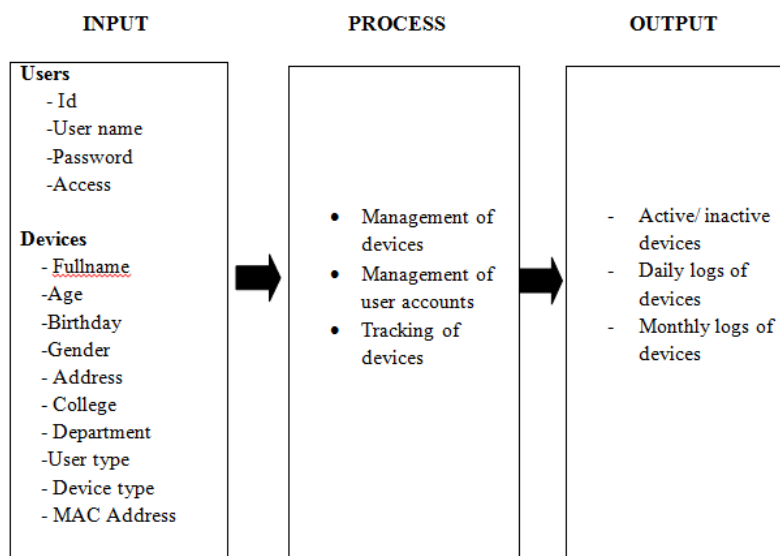 INPUT
PROCESS
OUTPUT
Users
- Id
-User name
-Password
-Access
Devices
- Fullname
-Age
-Birthday
-Gender
- Address
- College
- Department
-User type
- Device type
- MAC Address
• Management of
devices
• Management of
user accounts
• Tracking of
devices
- Active/ inactive
devices
- Daily logs of
devices
- Monthly logs of
devices